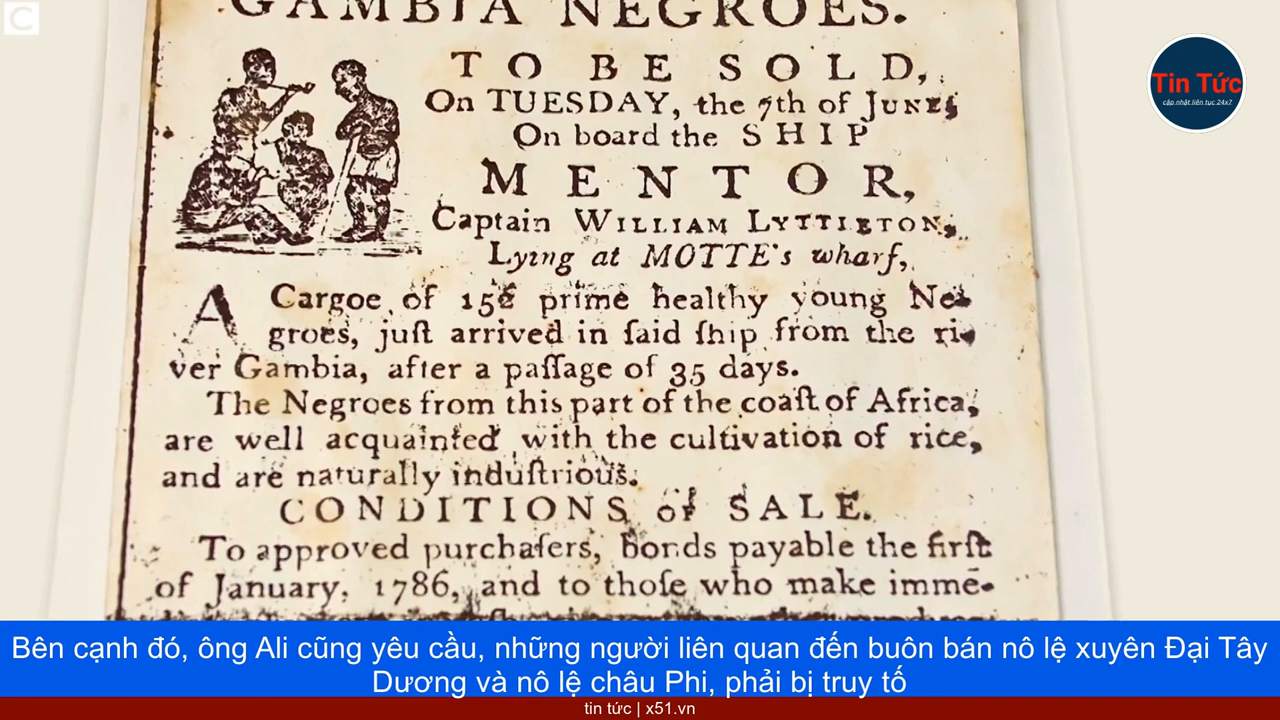 C
GAMBIA NEGROES.
TO BE SOLD,
On TUESDAY, the 7th of JUNE,
On board the SHIP
MENTOR,
Captain WILLIAM LYTTLETON,
Lying at MOTTE's wharf,
A Cargoe of 152 prime healthy young Ne-
groes, juſt arrived in ſaid ſhip from the ri-
ver Gambia, after a paſſage of 35 days.
The Negroes from this part of the coaſt of Africa,
are well acquainted with the cultivation of rice,
and are naturally induſtrious.
CONDITIONS of SALE.
To approved purchaſers, bonds payable the firſt
of January, 1786, and to thoſe who make imme-
Tin Tức
cập nhật liên tục 24x7
Bên cạnh đó, ông Ali cũng yêu cầu, những người liên quan đến buôn bán nô lệ xuyên Đại Tây
Dương và nô lệ châu Phi, phải bị truy tố
tin tức | x51.vn